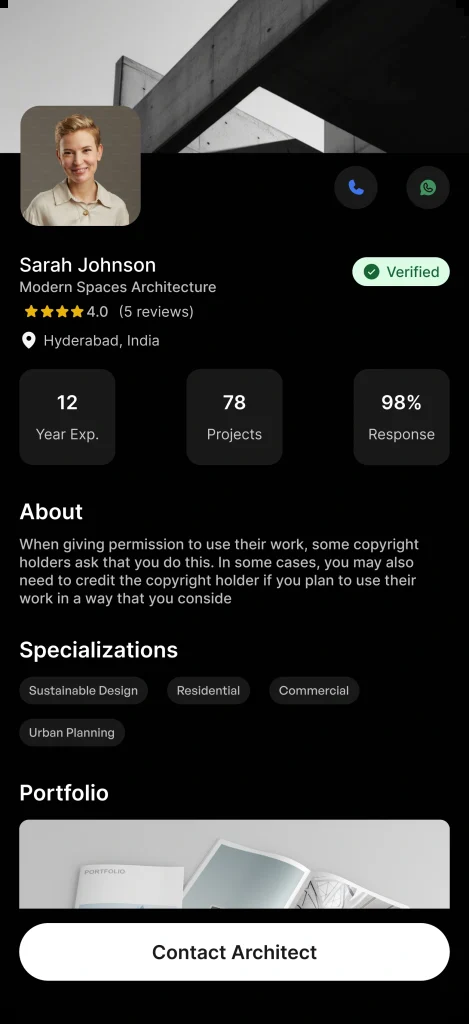 Sarah Johnson
Verified
Modern Spaces Architecture
4.0 (5 reviews)
Hyderabad, India
12
Year Exp.
78
Projects
98%
Response
About
When giving permission to use their work, some copyright
holders ask that you do this. In some cases, you may also
need to credit the copyright holder if you plan to use their
work in a way that you conside
Specializations
Sustainable Design
Residential
Commercial
Urban Planning
Portfolio
PORTFOLIO
Contact Architect